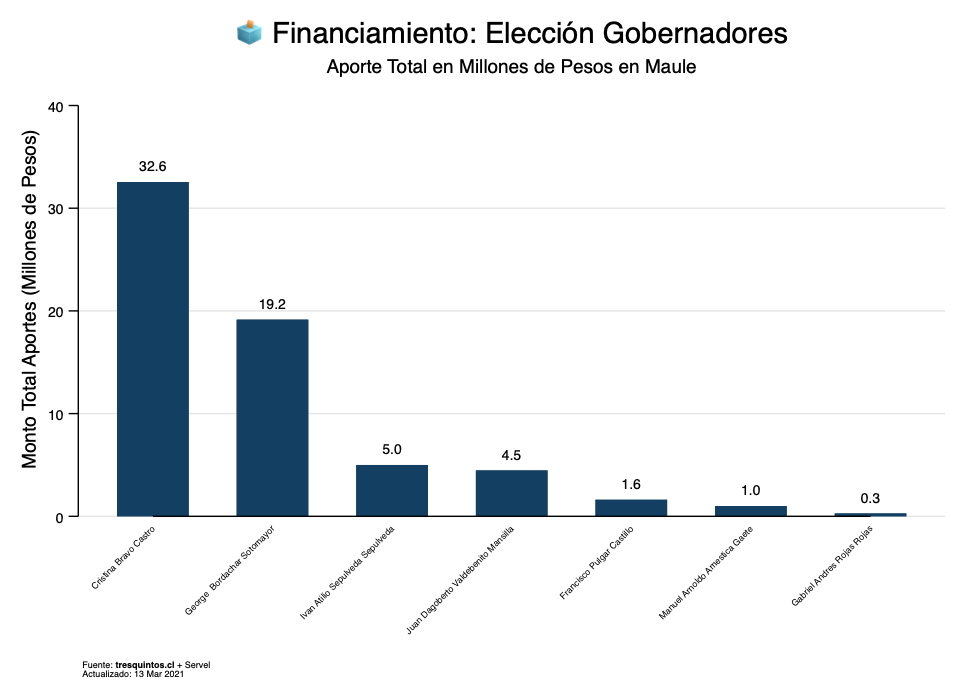 Financiamiento: Elección Gobernadores
Aporte Total en Millones de Pesos en Maule
Monto Total Aportes (Millones de Pesos)
40
30
20
10
0
32.6
19.2
5.0
4.5
1.6
1.0
0.3
Cristina Bravo Castro
George Bordachar Sotomayor
Ivan Atilio Sepulveda Sepulveda
Juan Dagoberto Valdebenito Mansilla
Francisco Pulgar Castillo
Manuel Arnoldo Amestica Gaete
Gabriel Andres Rojas Rojas
Fuente: tresquintos.cl + Servel
Actualizado: 13 Mar 2021